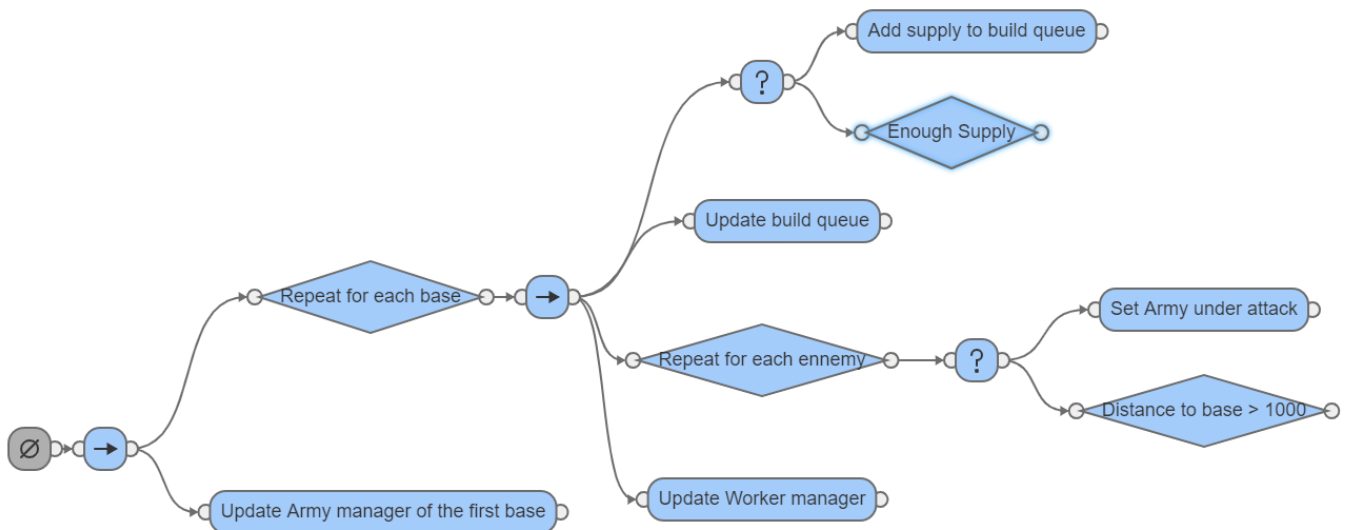 Add supply to build queue
?
Enough Supply
Update build queue
Repeat for each base
Set Army under attack
Repeat for each ennemy
?
Distance to base > 1000
Ø
Update Worker manager
Update Army manager of the first base